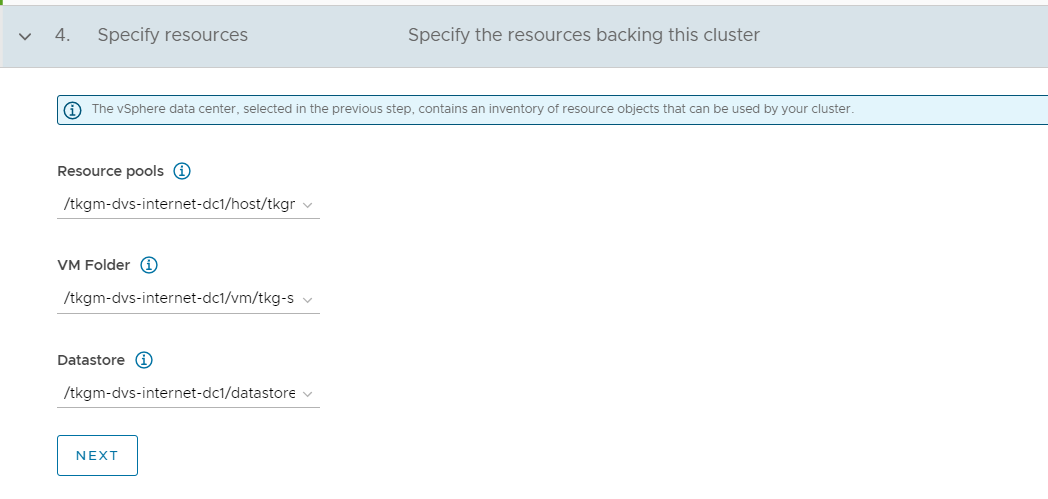 4. Specify resources Specify the resources backing this cluster
The vSphere data center, selected in the previous step, contains an inventory of resource objects that can be used by your cluster.
Resource pools
/tkgm-dvs-internet-dc1/host/tkgr
VM Folder
/tkgm-dvs-internet-dc1/vm/tkg-s
Datastore
/tkgm-dvs-internet-dc1/datastore
NEXT